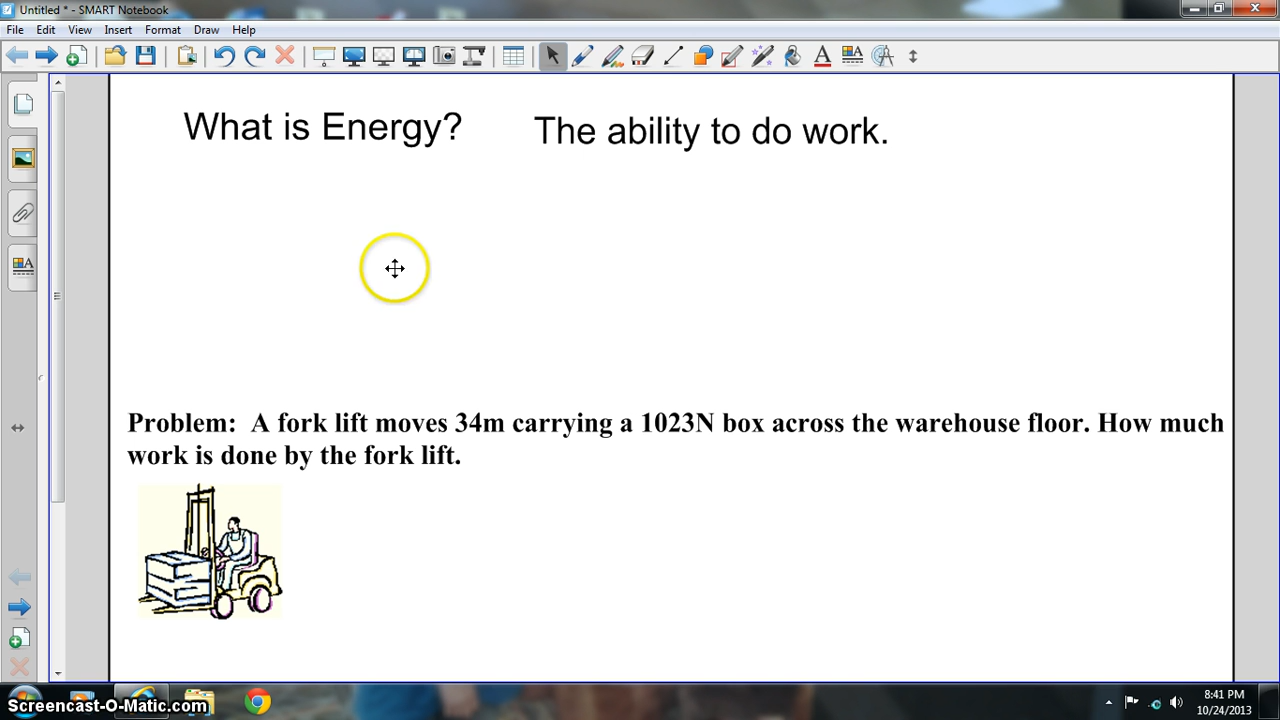 Untitled * - SMART Notebook
File Edit View Insert Format Draw Help
What is Energy? The ability to do work.
Problem: A fork lift moves 34m carrying a 1023N box across the warehouse floor. How much
work is done by the fork lift.
8:41 PM
Screencast-O-Matic.com
10/24/2013